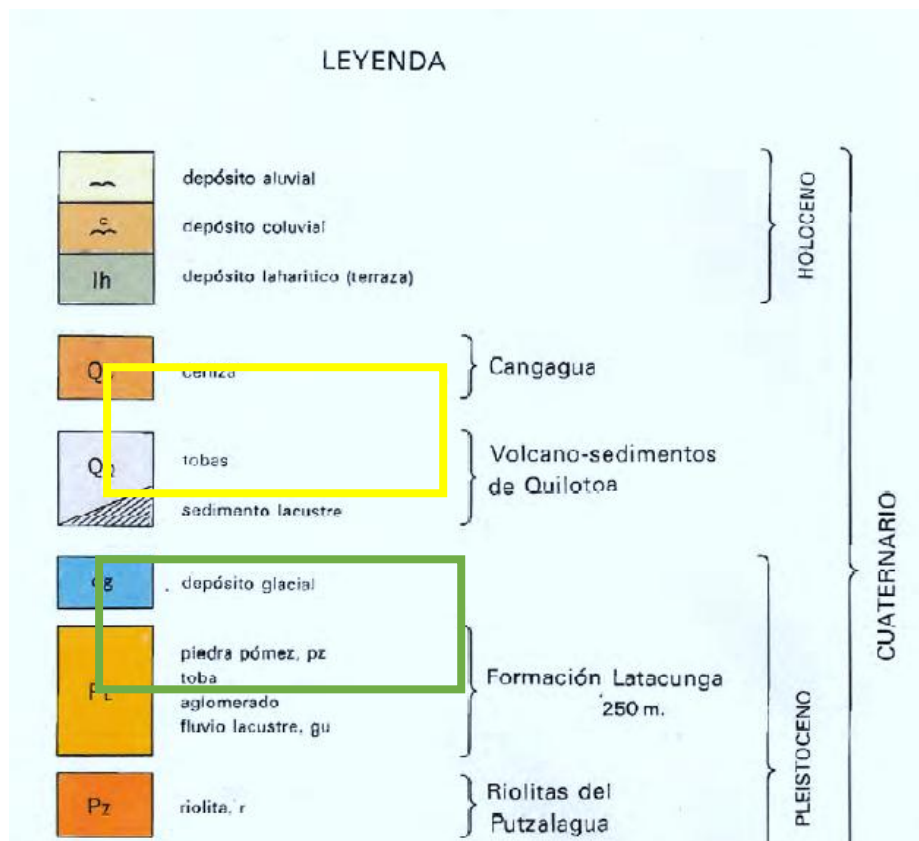 LEYENDA
depósito aluvial
c
depósito coluvial
HOLOCENO
lh
depósito laharítico (terraza)
Q
ceniza
Cangagua
Q
tobas
Volcano-sedimentos
de Quilotoa
sedimento lacustre
CUATERNARIO
depósito glacial
piedra pómez, pz
toba
aglomerado
fluvio lacustre, gu
P
Formación Latacunga
250 m.
PLEISTOCENO
Pz
riolita, r
Riolitas del
Putzalagua